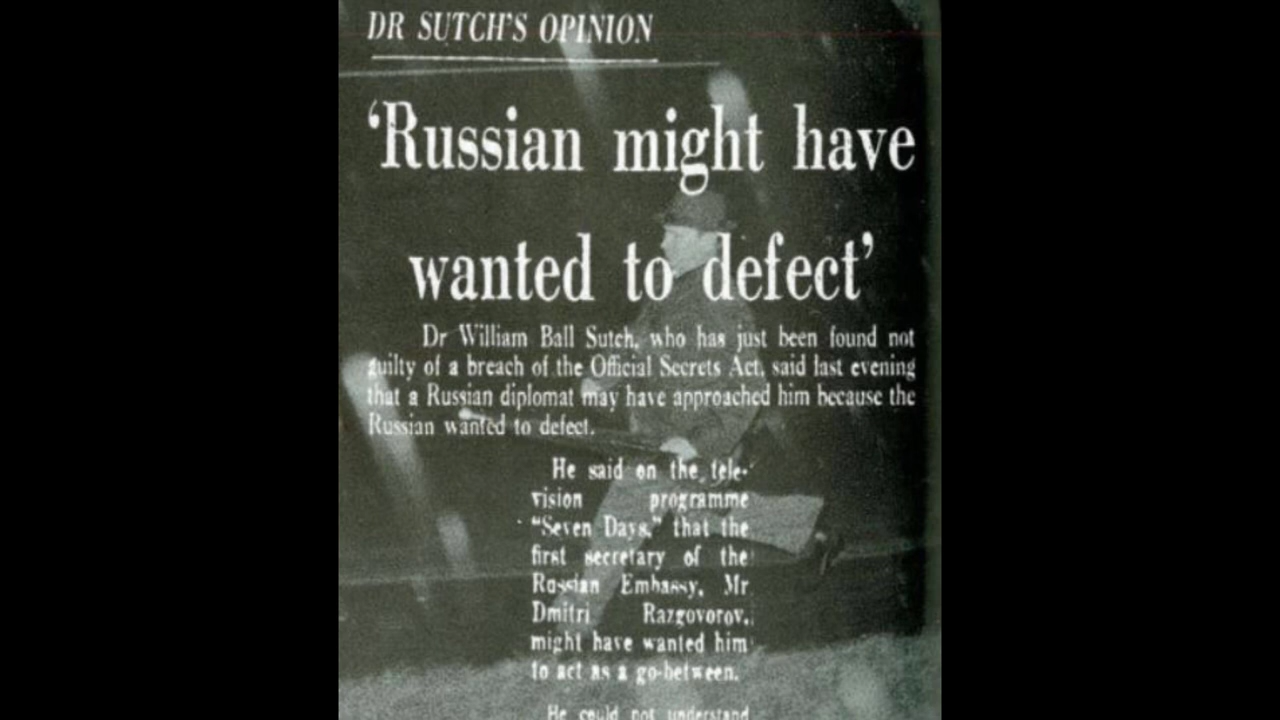 DR SUTCH'S OPINION
'Russian might have
wanted to defect'
Dr William Ball Sutch, who has just been found not
guilty of a breach of the Official Secrets Act, said last evening
that a Russian diplomat may have approached him because the
Russian wanted to defect.
He said on the tele-
vision programme
"Seven Days," that the
first secretary of the
Russian Embassy, Mr
Dmitri Razgovorov,
might have wanted him
to act as a go-between.
He could not understand